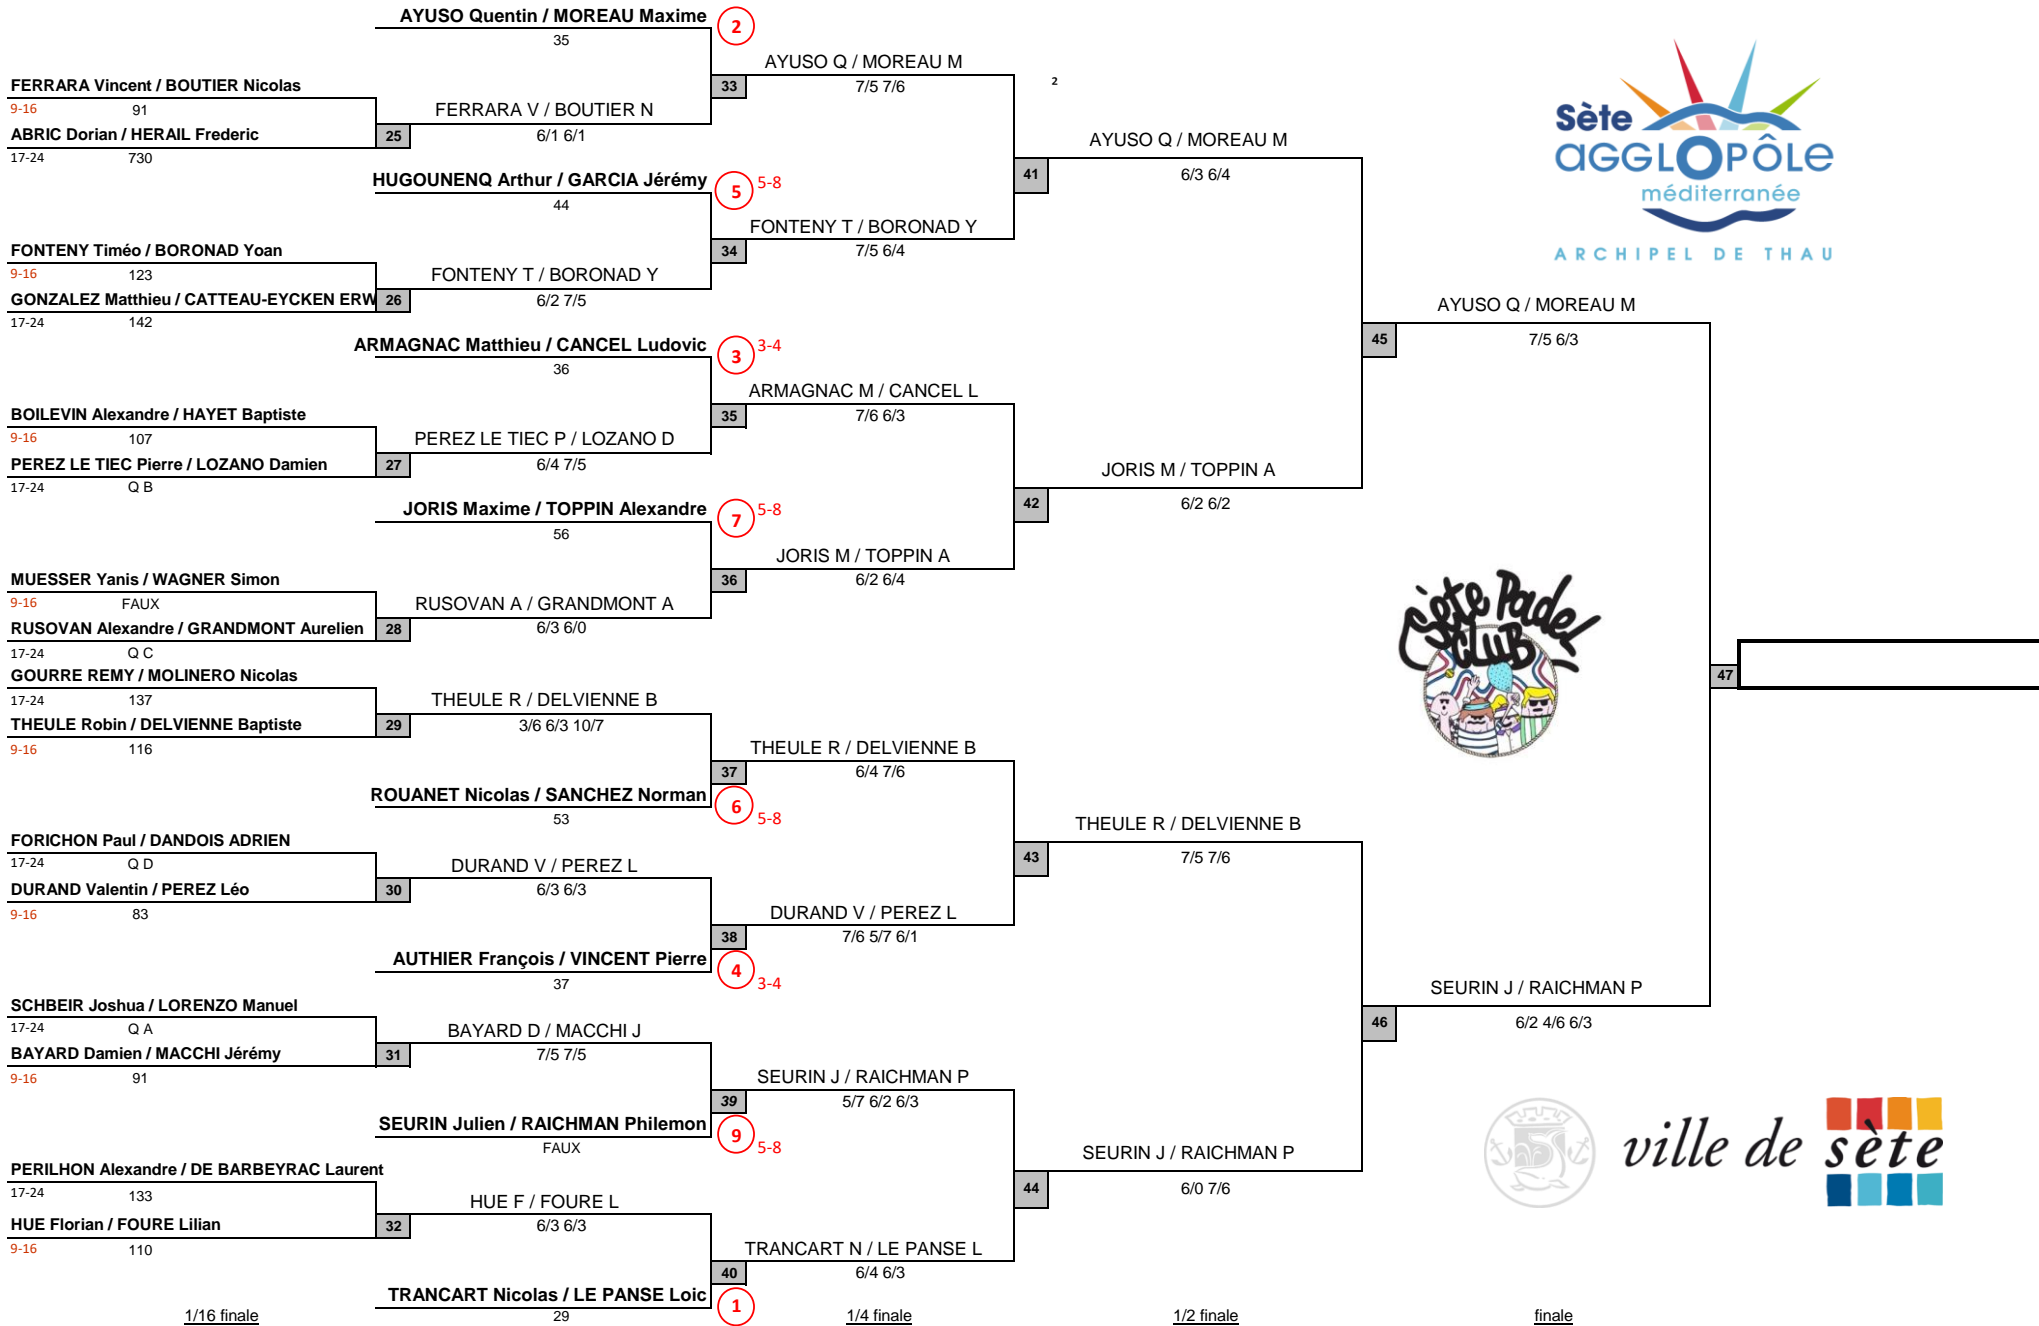 AYUSO Quentin / MOREAU Maxime
2
35
FERRARA Vincent / BOUTIER Nicolas
9-16
91
ABRIC Dorian / HERAIL Frederic
17-24
730
25
FERRARA V / BOUTIER N
6/1 6/1
33
AYUSO Q / MOREAU M
7/5 7/6
2
HUGOUNENQ Arthur / GARCIA Jérémy
5
5-8
44
FONTENY Timéo / BORONAD Yoan
9-16
123
GONZALEZ Matthieu / CATTEAU-EYCKEN ERW
17-24
142
26
FONTENY T / BORONAD Y
6/2 7/5
34
FONTENY T / BORONAD Y
7/5 6/4
41
AYUSO Q / MOREAU M
6/3 6/4
ARMAGNAC Matthieu / CANCEL Ludovic
3
3-4
36
BOILEVIN Alexandre / HAYET Baptiste
9-16
107
PEREZ LE TIEC Pierre / LOZANO Damien
17-24
Q B
27
PEREZ LE TIEC P / LOZANO D
6/4 7/5
35
ARMAGNAC M / CANCEL L
7/6 6/3
JORIS Maxime / TOPPIN Alexandre
7
5-8
56
MUESSER Yanis / WAGNER Simon
9-16
FAUX
RUSOVAN Alexandre / GRANDMONT Aurelien
17-24
Q C
28
RUSOVAN A / GRANDMONT A
6/3 6/0
36
JORIS M / TOPPIN A
6/2 6/4
42
JORIS M / TOPPIN A
6/2 6/2
45
AYUSO Q / MOREAU M
7/5 6/3
GOURRE REMY / MOLINERO Nicolas
17-24
137
THEULE Robin / DELVIENNE Baptiste
9-16
116
29
THEULE R / DELVIENNE B
3/6 6/3 10/7
37
THEULE R / DELVIENNE B
6/4 7/6
ROUANET Nicolas / SANCHEZ Norman
6
5-8
53
FORICHON Paul / DANDOIS ADRIEN
17-24
Q D
DURAND Valentin / PEREZ Léo
9-16
83
30
DURAND V / PEREZ L
6/3 6/3
38
DURAND V / PEREZ L
7/6 5/7 6/1
AUTHIER François / VINCENT Pierre
4
3-4
37
43
THEULE R / DELVIENNE B
7/5 7/6
SCHBEIR Joshua / LORENZO Manuel
17-24
Q A
BAYARD Damien / MACCHI Jérémy
9-16
91
31
BAYARD D / MACCHI J
7/5 7/5
39
SEURIN J / RAICHMAN P
5/7 6/2 6/3
SEURIN Julien / RAICHMAN Philemon
9
5-8
FAUX
PERILHON Alexandre / DE BARBEYRAC Laurent
17-24
133
HUE Florian / FOURE Lilian
9-16
110
32
HUE F / FOURE L
6/3 6/3
40
TRANCART N / LE PANSE L
6/4 6/3
TRANCART Nicolas / LE PANSE Loic
1
29
44
SEURIN J / RAICHMAN P
6/0 7/6
46
SEURIN J / RAICHMAN P
6/2 4/6 6/3
47
1/16 finale
1/4 finale
1/2 finale
finale
Sète
aGGLOPÔLe
méditerranée
ARCHIPEL DE THAU
Sète Padel
CLUB
ville de sète